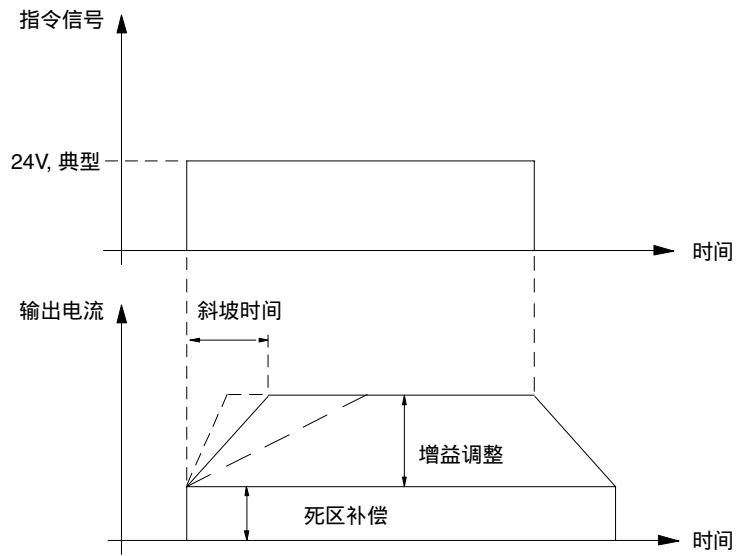 指令信号
24V, 典型
时间
输出电流
斜坡时间
增益调整
死区补偿
时间